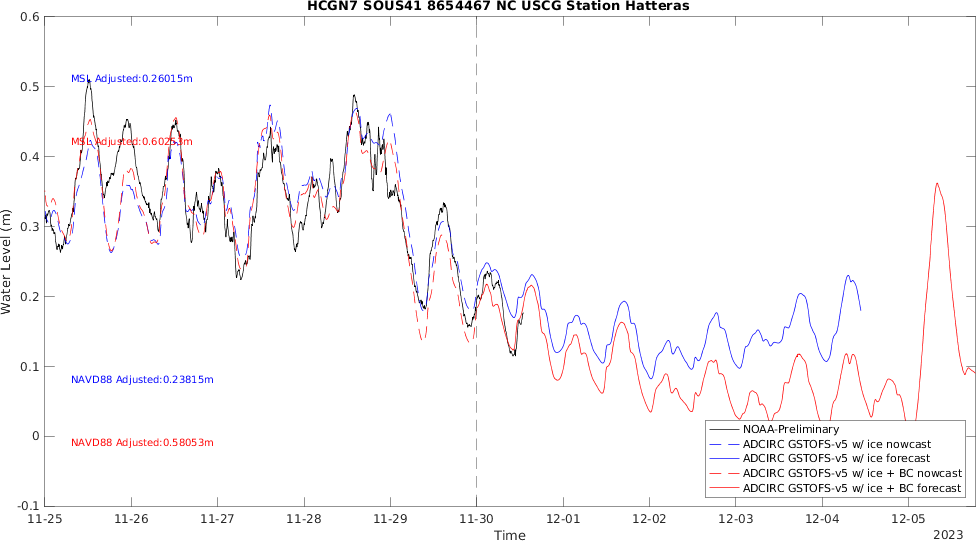 HCGN7 SOUS41 8654467 NC USCG Station Hatteras
0.6
0.5
0.4
0.3
0.2
0.1
0
-0.1
Water Level (m)
MSL Adjusted:0.26015m
MSL Adjusted:0.60253m
NAVD88 Adjusted:0.23815m
NAVD88 Adjusted:0.58053m
NOAA-Preliminary
ADCIRC GSTOFS-v5 w/ ice nowcast
ADCIRC GSTOFS-v5 w/ ice forecast
ADCIRC GSTOFS-v5 w/ ice + BC nowcast
ADCIRC GSTOFS-v5 w/ ice + BC forecast
11-25 11-26 11-27 11-28 11-29 11-30 12-01 12-02 12-03 12-04 12-05
Time
2023